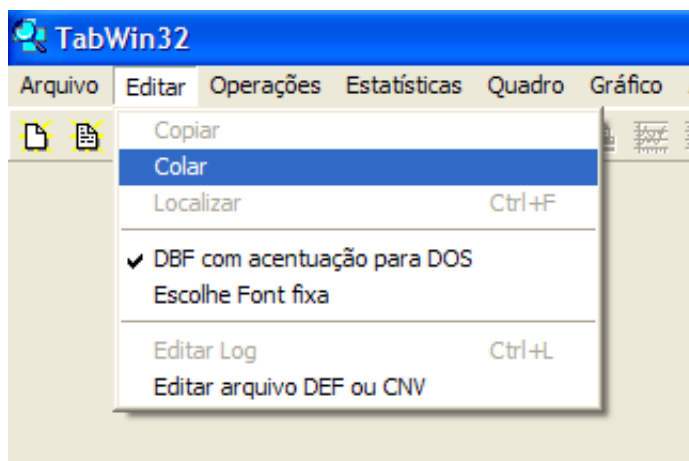 TabWin32
Arquivo Editar Operações Estatísticas Quadro Gráfico
Copiar
Colar
Localizar Ctrl+F
DBF com acentuação para DOS
Escolhe Font fixa
Editar Log Ctrl+L
Editar arquivo DEF ou CNV